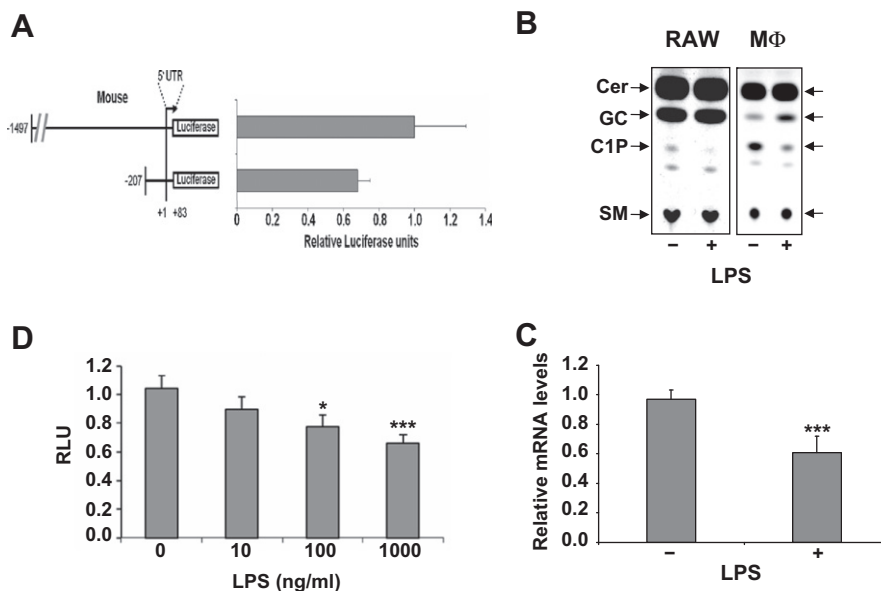 A
5' UTR
Mouse
-1497
Luciferase
-207
Luciferase
+1 +83
0 0.2 0.4 0.6 0.8 1.0 1.2 1.4
Relative Luciferase units
B
RAW MΦ
Cer
GC
C1P
SM
− + − +
LPS
D
RLU
1.2
1.0
0.8
0.6
0.4
0.2
0.0
* ***
0 10 100 1000
LPS (ng/ml)
C
Relative mRNA levels
1.2
1.0
0.8
0.6
0.4
0.2
0.0
***
− +
LPS